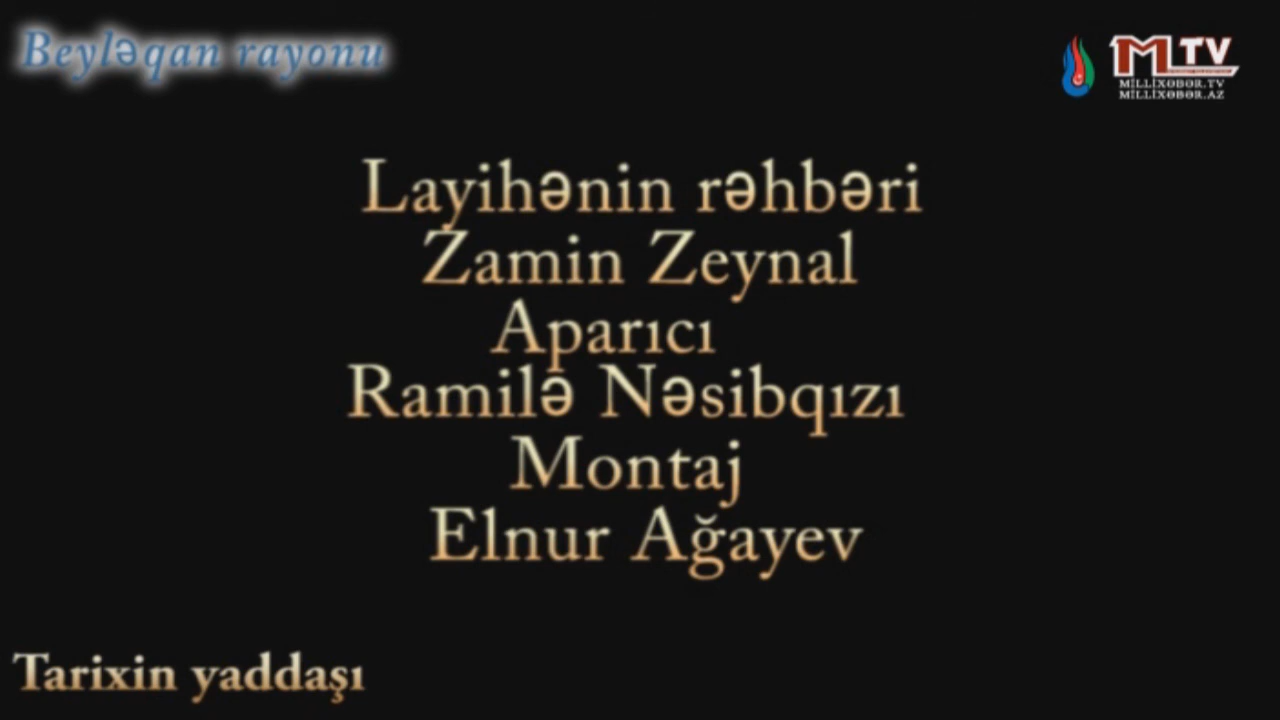 Beyləqan rayonu
MTV
MİLLİXƏBƏR.TV
MİLLİXƏBƏR.AZ
Layihənin rəhbəri
Zamin Zeynal
Aparıcı
Ramilə Nəsibqızı
Montaj
Elnur Ağayev
Tarixin yaddaşı